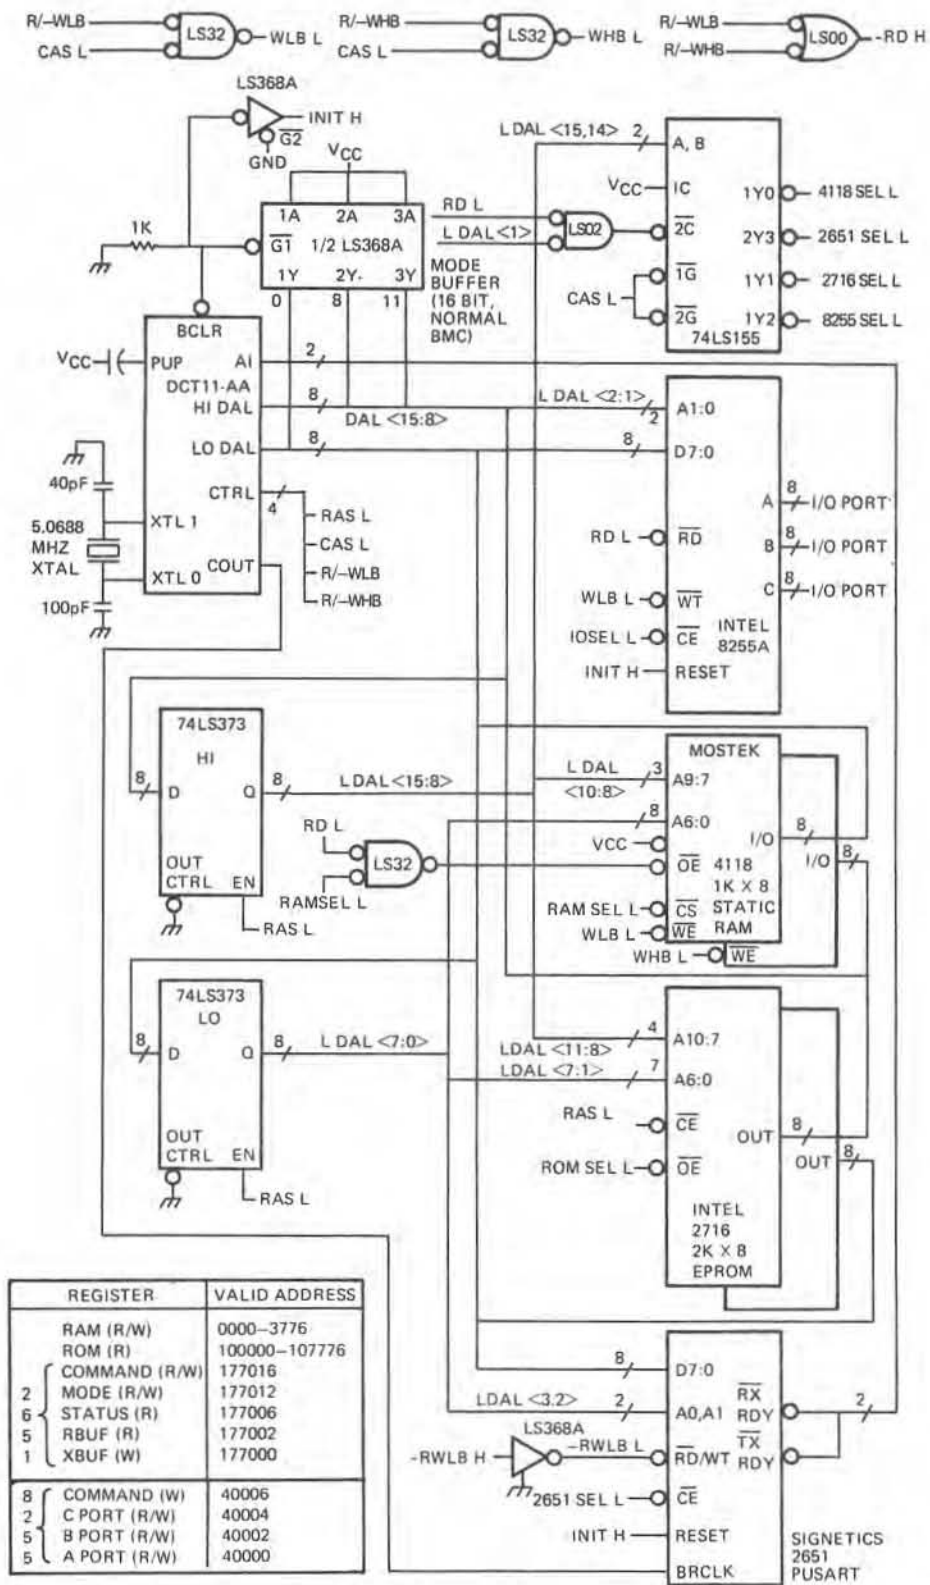 R/-WLB
CAS L
LS32
WLB L
R/-WHB
CAS L
LS32
WHB L
R/-WLB
R/-WHB
LS00
-RD H
LS368A
INIT H
G2
GND
VCC
1A 2A 3A
G1 1/2 LS368A
1Y 2Y. 3Y
0 8 11
MODE
BUFFER
(16 BIT,
NORMAL
BMC)
1K
RD L
L DAL<1>
LS02
L DAL <15,14> 2
VCC
CAS L
A, B
IC
2C
1G
2G
1Y0
2Y3
1Y1
1Y2
74LS155
4118 SEL L
2651 SEL L
2716 SEL L
8255 SEL L
VCC
BCLR
PUP
AI 2
DCT11-AA
HI DAL 8
DAL <15:8>
LO DAL 8
CTRL 4
XTL 1
COUT
XTL 0
RAS L
CAS L
R/-WLB
R/-WHB
40pF
5.0688
MHZ
XTAL
100pF
L DAL <2:1> 2
8
A1:0
D7:0
A 8 I/O PORT
B 8 I/O PORT
C 8 I/O PORT
RD L
RD
WLB L
WT
IOSEL L
CE
INIT H
RESET
INTEL
8255A
74LS373
HI
8 D Q 8
L DAL<15:8>
OUT
CTRL EN
RAS L
RD L
RAMSEL L
LS32
MOSTEK
L DAL 3
<10:8>
A9:7
8
A6:0
VCC
OE
4118
1K X 8
STATIC
RAM
RAM SEL L
CS
WLB L
WE
WHB L
WE
I/O 8
I/O 8
74LS373
LO
8 D Q 8
L DAL <7:0>
OUT
CTRL EN
RAS L
4
LDAL <11:8>
LDAL <7:1> 7
A10:7
A6:0
RAS L
CE
ROM SEL L
OE
OUT 8
OUT 8
INTEL
2716
2K X 8
EPROM
REGISTER VALID ADDRESS
RAM (R/W) 0000–3776
ROM (R) 100000–107776
COMMAND (R/W) 177016
2 MODE (R/W) 177012
6 STATUS (R) 177006
5 RBUF (R) 177002
1 XBUF (W) 177000
8 COMMAND (W) 40006
2 C PORT (R/W) 40004
5 B PORT (R/W) 40002
5 A PORT (R/W) 40000
8
D7:0
LDAL <3.2> 2
A0,A1
RX
RDY
2
TX
RDY
LS368A
-RWLB H
-RWLB L
RD/WT
2651 SEL L
CE
INIT H
RESET
BRCLK
SIGNETICS
2651
PUSART